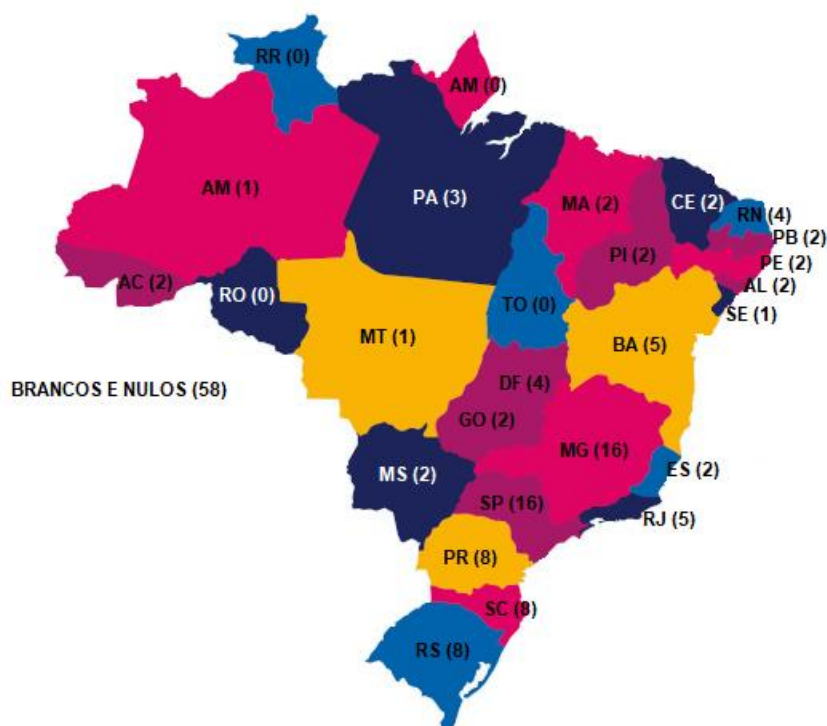 RR (0)
AM (0)
AM (1)
PA (3)
MA (2)
CE (2)
RN (4)
PB (2)
PI (2)
PE (2)
AC (2)
AL (2)
RO (0)
TO (0)
SE (1)
MT (1)
BA (5)
DF (4)
BRANCOS E NULOS (58)
GO (2)
MG (16)
MS (2)
ES (2)
SP (16)
RJ (5)
PR (8)
SC (8)
RS (8)